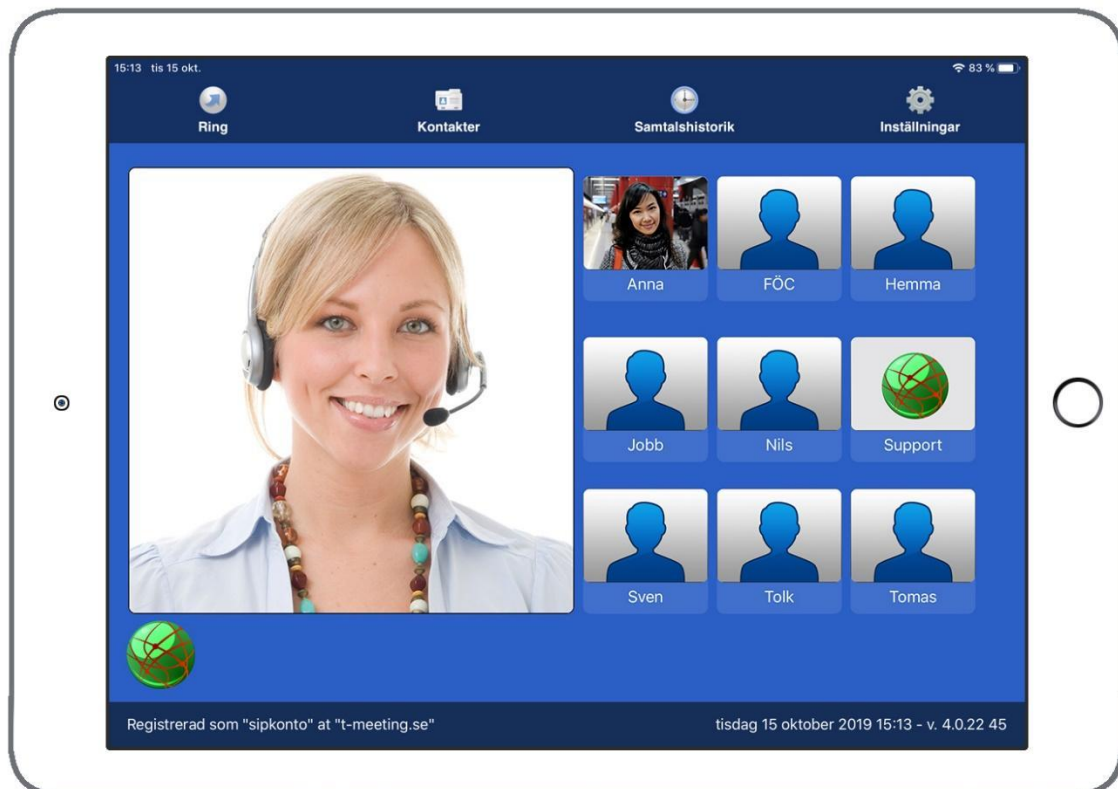 15:13 tis 15 okt.
83 %
Ring
Kontakter
Samtalshistorik
Inställningar
Anna
FÖC
Hemma
Jobb
Nils
Support
Sven
Tolk
Tomas
Registrerad som "sipkonto" at "t-meeting.se"
tisdag 15 oktober 2019 15:13 - v. 4.0.22 45